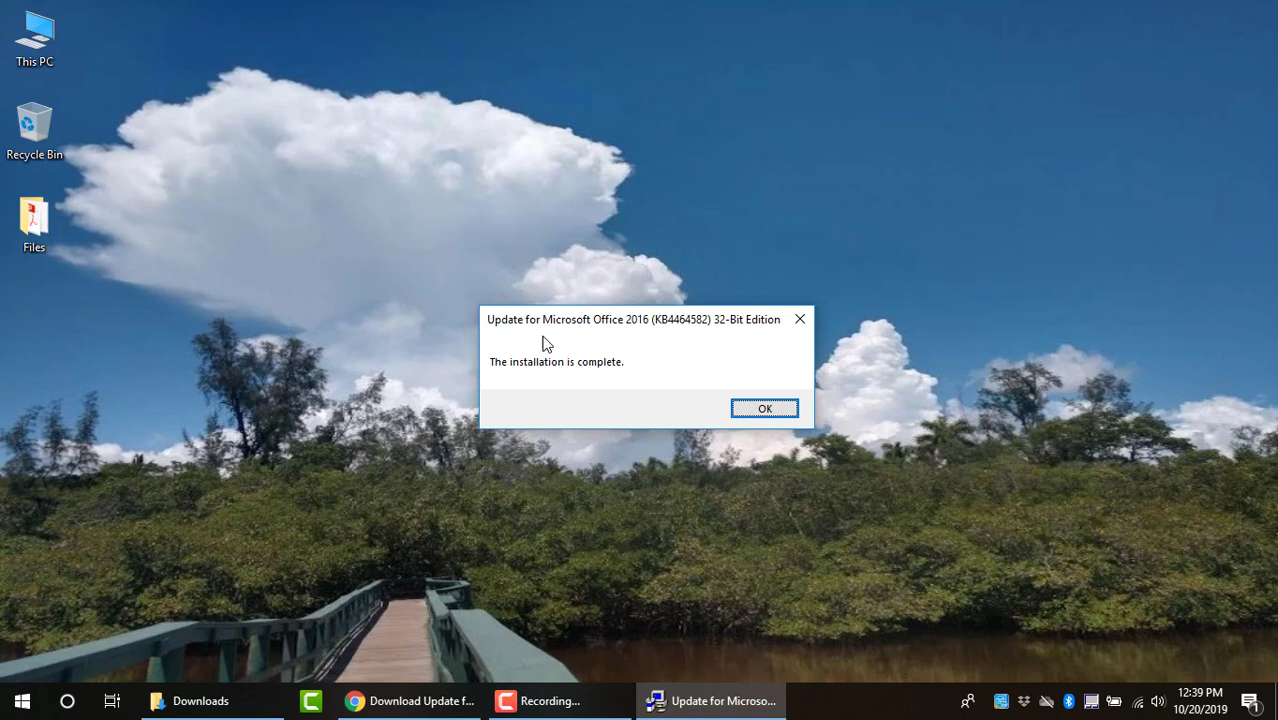 This PC
Recycle Bin
Files
Update for Microsoft Office 2016 (KB4464582) 32-Bit Edition
The installation is complete.
OK
Downloads
Download Update f...
Recording...
Update for Microso...
12:39 PM
10/20/2019
1